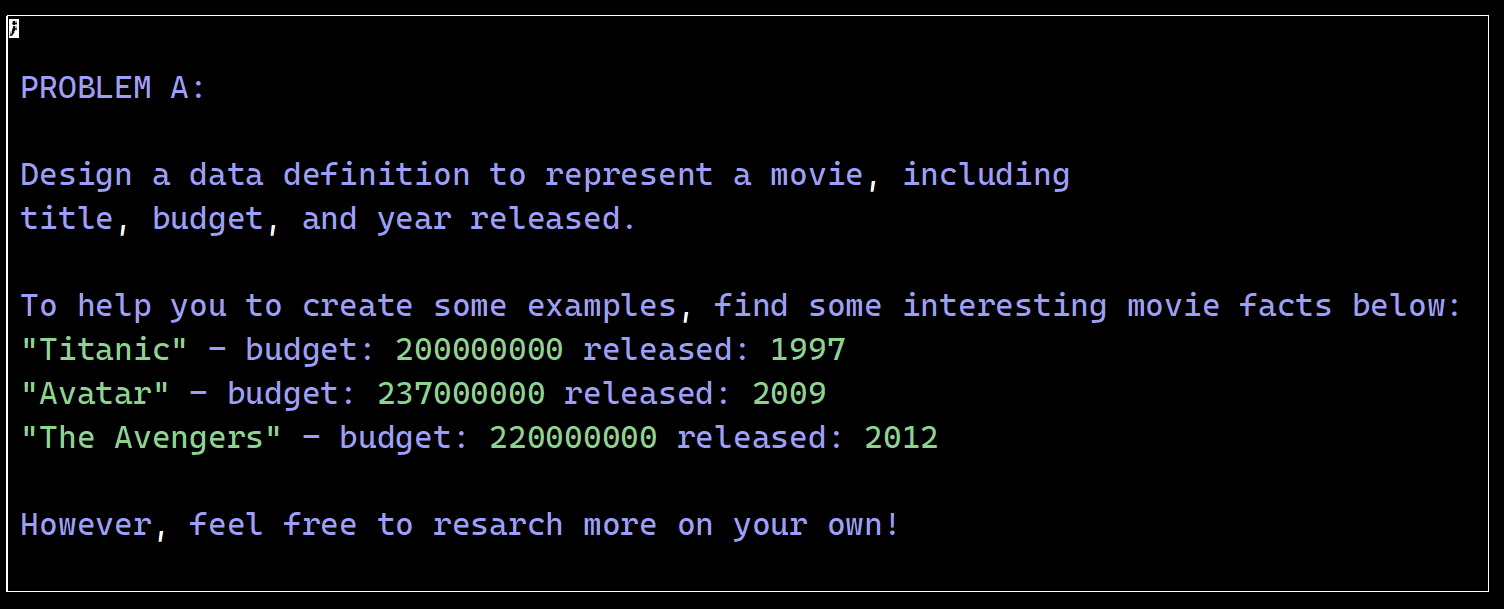 ;
PROBLEM A:
Design a data definition to represent a movie, including
title, budget, and year released.
To help you to create some examples, find some interesting movie facts below:
"Titanic" - budget: 200000000 released: 1997
"Avatar" - budget: 237000000 released: 2009
"The Avengers" - budget: 220000000 released: 2012
However, feel free to resarch more on your own!